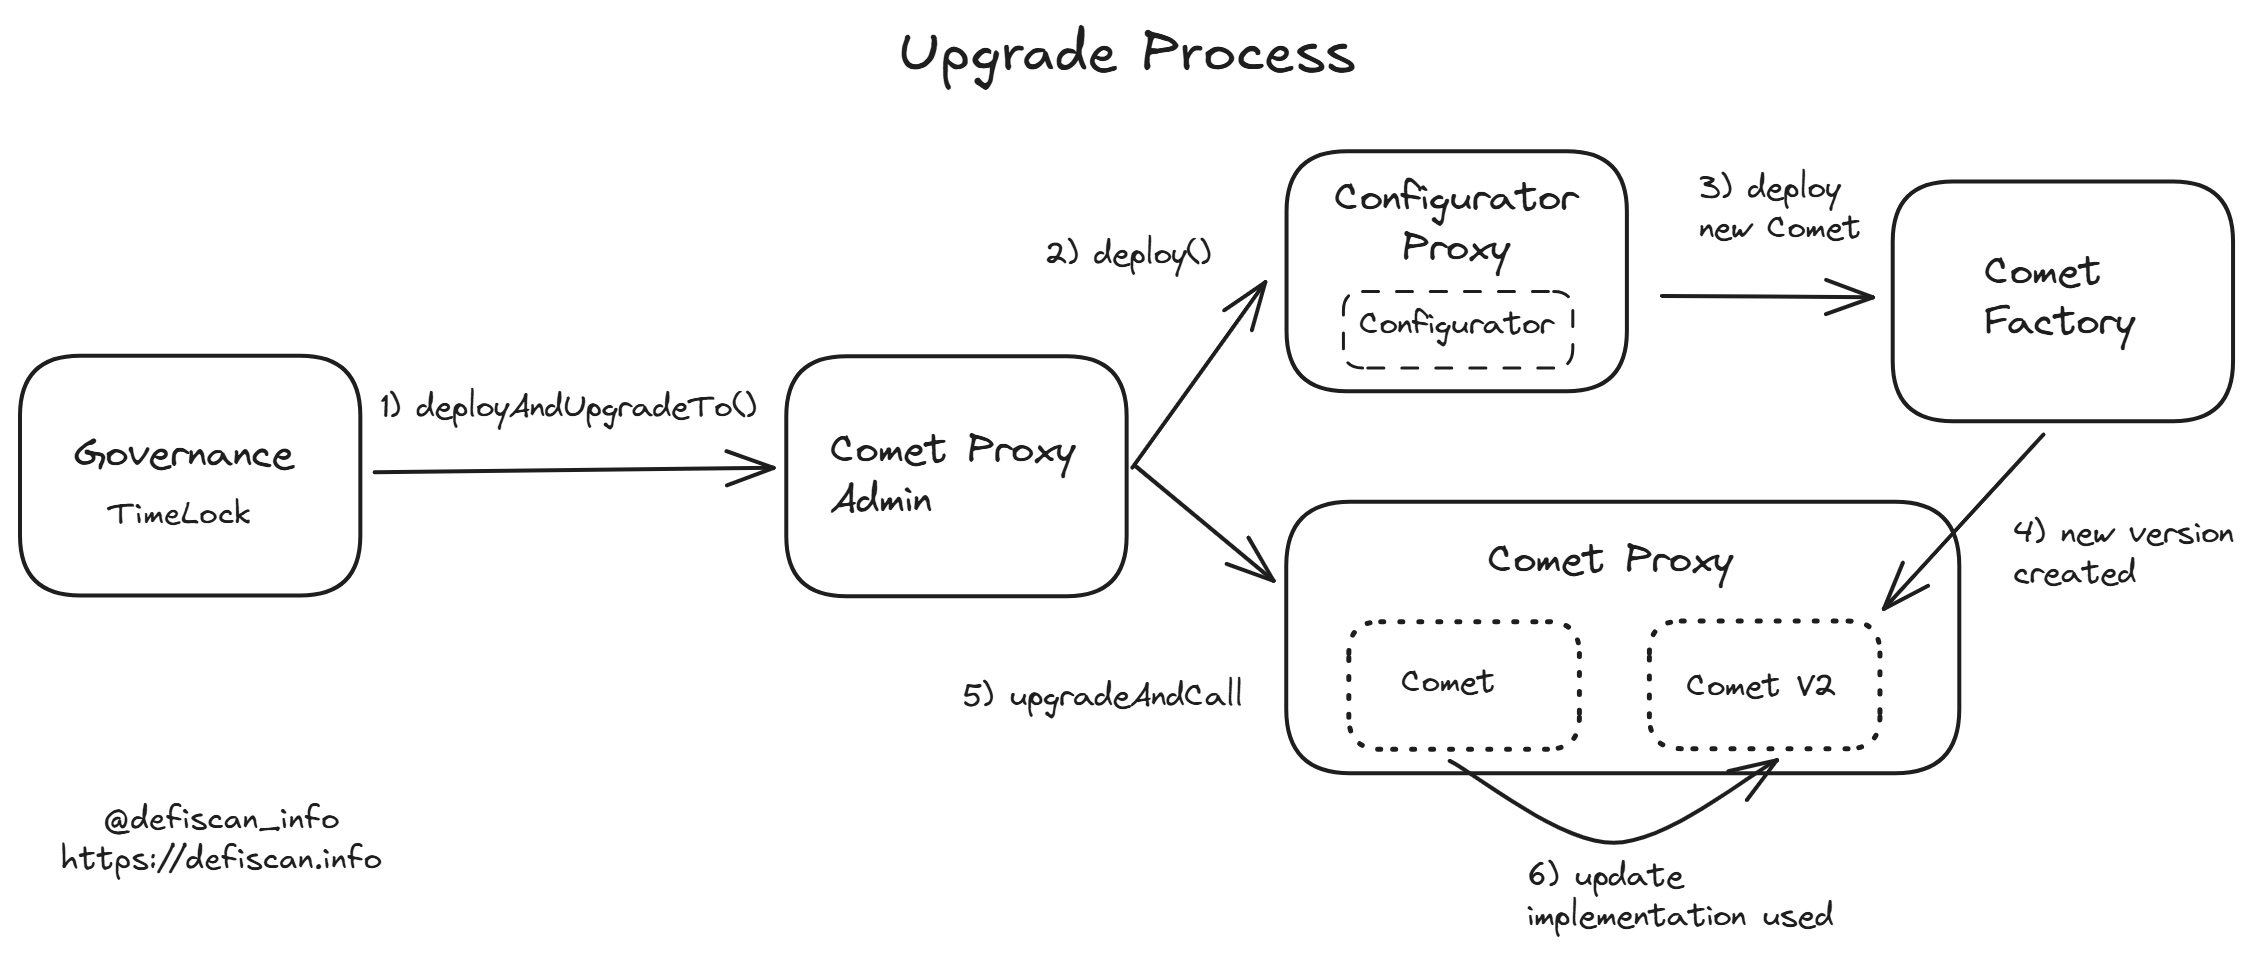 Upgrade Process
Governance
TimeLock
1) deployAndUpgradeTo()
Comet Proxy
Admin
2) deploy()
Configurator
Proxy
Configurator
3) deploy
new Comet
Comet
Factory
4) new version
created
Comet Proxy
Comet
Comet V2
5) upgradeAndCall
6) update
implementation used
@defiscan_info
https://defiscan.info